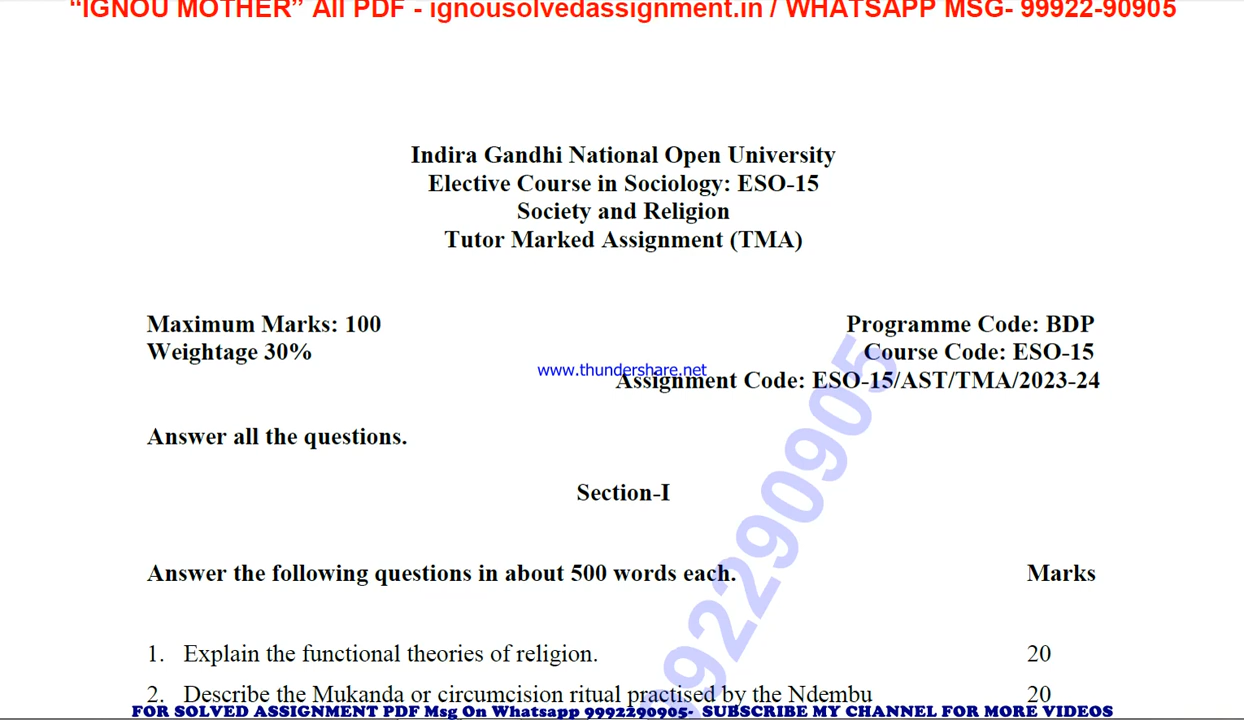 “IGNOU MOTHER” All PDF - ignousolvedassignment.in / WHATSAPP MSG- 99922-90905
Indira Gandhi National Open University
Elective Course in Sociology: ESO-15
Society and Religion
Tutor Marked Assignment (TMA)
Maximum Marks: 100 Programme Code: BDP
Weightage 30% Course Code: ESO-15
www.thundershare.net
Assignment Code: ESO-15/AST/TMA/2023-24
Answer all the questions.
Section-I
Answer the following questions in about 500 words each. Marks
1. Explain the functional theories of religion. 20
2. Describe the Mukanda or circumcision ritual practised by the Ndembu 20
9992290905
FOR SOLVED ASSIGNMENT PDF Msg On Whatsapp 9992290905- SUBSCRIBE MY CHANNEL FOR MORE VIDEOS